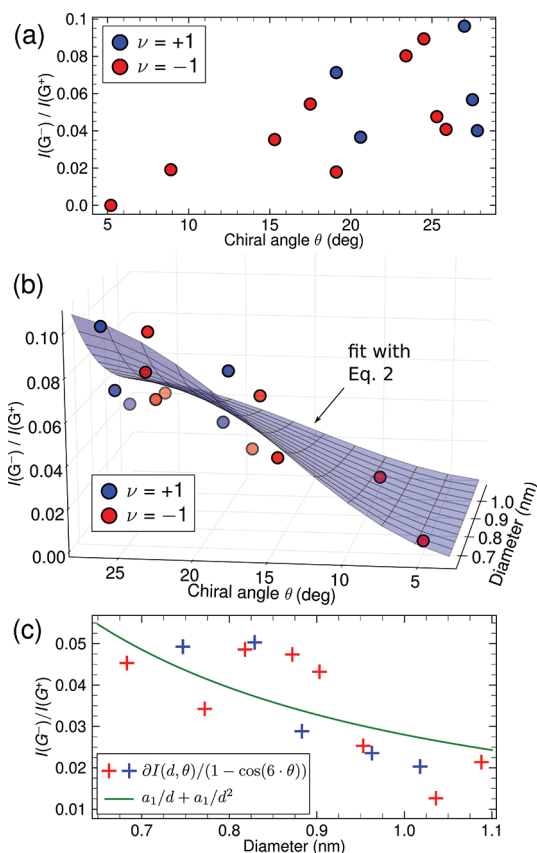 (a)
ν = +1
ν = −1
0.1
0.08
0.06
0.04
0.02
0.0
I(G⁻) / I(G⁺)
5 10 15 20 25
Chiral angle θ (deg)
(b)
fit with
Eq. 2
0.10
0.08
0.06
0.04
0.02
0.00
I(G⁻) / I(G⁺)
ν = +1
ν = −1
25 20 15 10 5
Chiral angle θ (deg)
1.0
0.9
0.8
0.7
Diameter (nm)
(c)
0.05
0.04
0.03
0.02
0.01
I(G⁻)/I(G⁺)
∂I(d, θ)/(1 − cos(6 · θ))
a₁/d + a₁/d²
0.7 0.8 0.9 1.0 1.1
Diameter (nm)